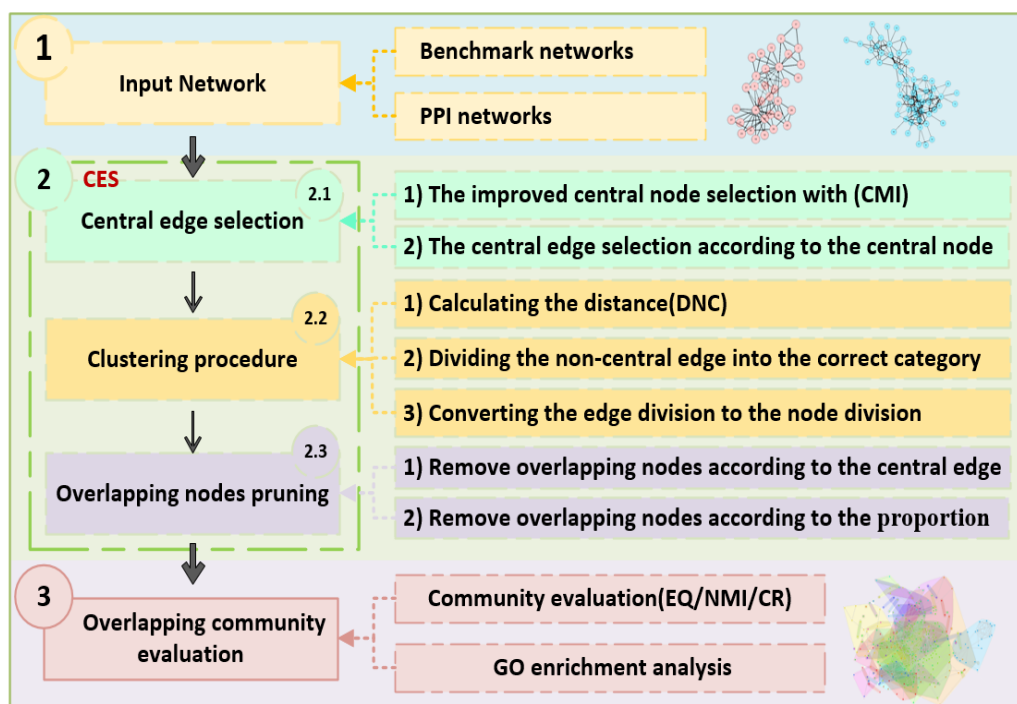 1
Input Network
Benchmark networks
PPI networks
2
CES
2.1
Central edge selection
1) The improved central node selection with (CMI)
2) The central edge selection according to the central node
2.2
Clustering procedure
1) Calculating the distance(DNC)
2) Dividing the non-central edge into the correct category
3) Converting the edge division to the node division
2.3
Overlapping nodes pruning
1) Remove overlapping nodes according to the central edge
2) Remove overlapping nodes according to the proportion
3
Overlapping community
evaluation
Community evaluation(EQ/NMI/CR)
GO enrichment analysis